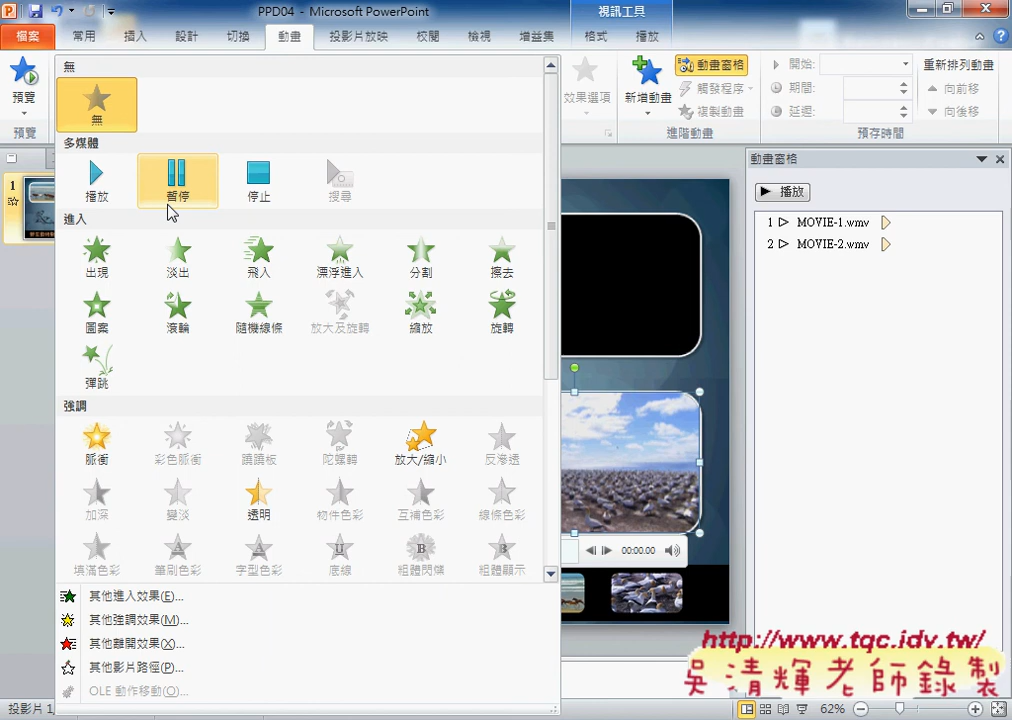 PPD04 - Microsoft PowerPoint
視訊工具
檔案 常用 插入 設計 切換 動畫 投影片放映 校閱 檢視 增益集 格式 播放
預覽
預覽
效果選項
新增動畫
動畫窗格
觸發程序
複製動畫
進階動畫
開始:
期間:
延遲:
重新排列動畫
向前移
向後移
預存時間
無
無
多媒體
播放 暫停 停止 搜尋
進入
出現 淡出 飛入 漂浮進入 分割 擦去
圖案 滾輪 隨機線條 放大及旋轉 縮放 旋轉
彈跳
強調
脈衝 彩色脈衝 蹺蹺板 陀螺轉 放大/縮小 反滲透
加深 變淡 透明 物件色彩 互補色彩 線條色彩
填滿色彩 筆刷色彩 字型色彩 底線 粗體閃爍 粗體顯示
其他進入效果(E)...
其他強調效果(M)...
其他離開效果(X)...
其他影片路徑(P)...
OLE 動作移動(O)...
1
動畫窗格
播放
1 MOVIE-1.wmv
2 MOVIE-2.wmv
00:00.00
http://www.tqc.idv.tw/
吳清輝老師錄製
投影片 1
62%